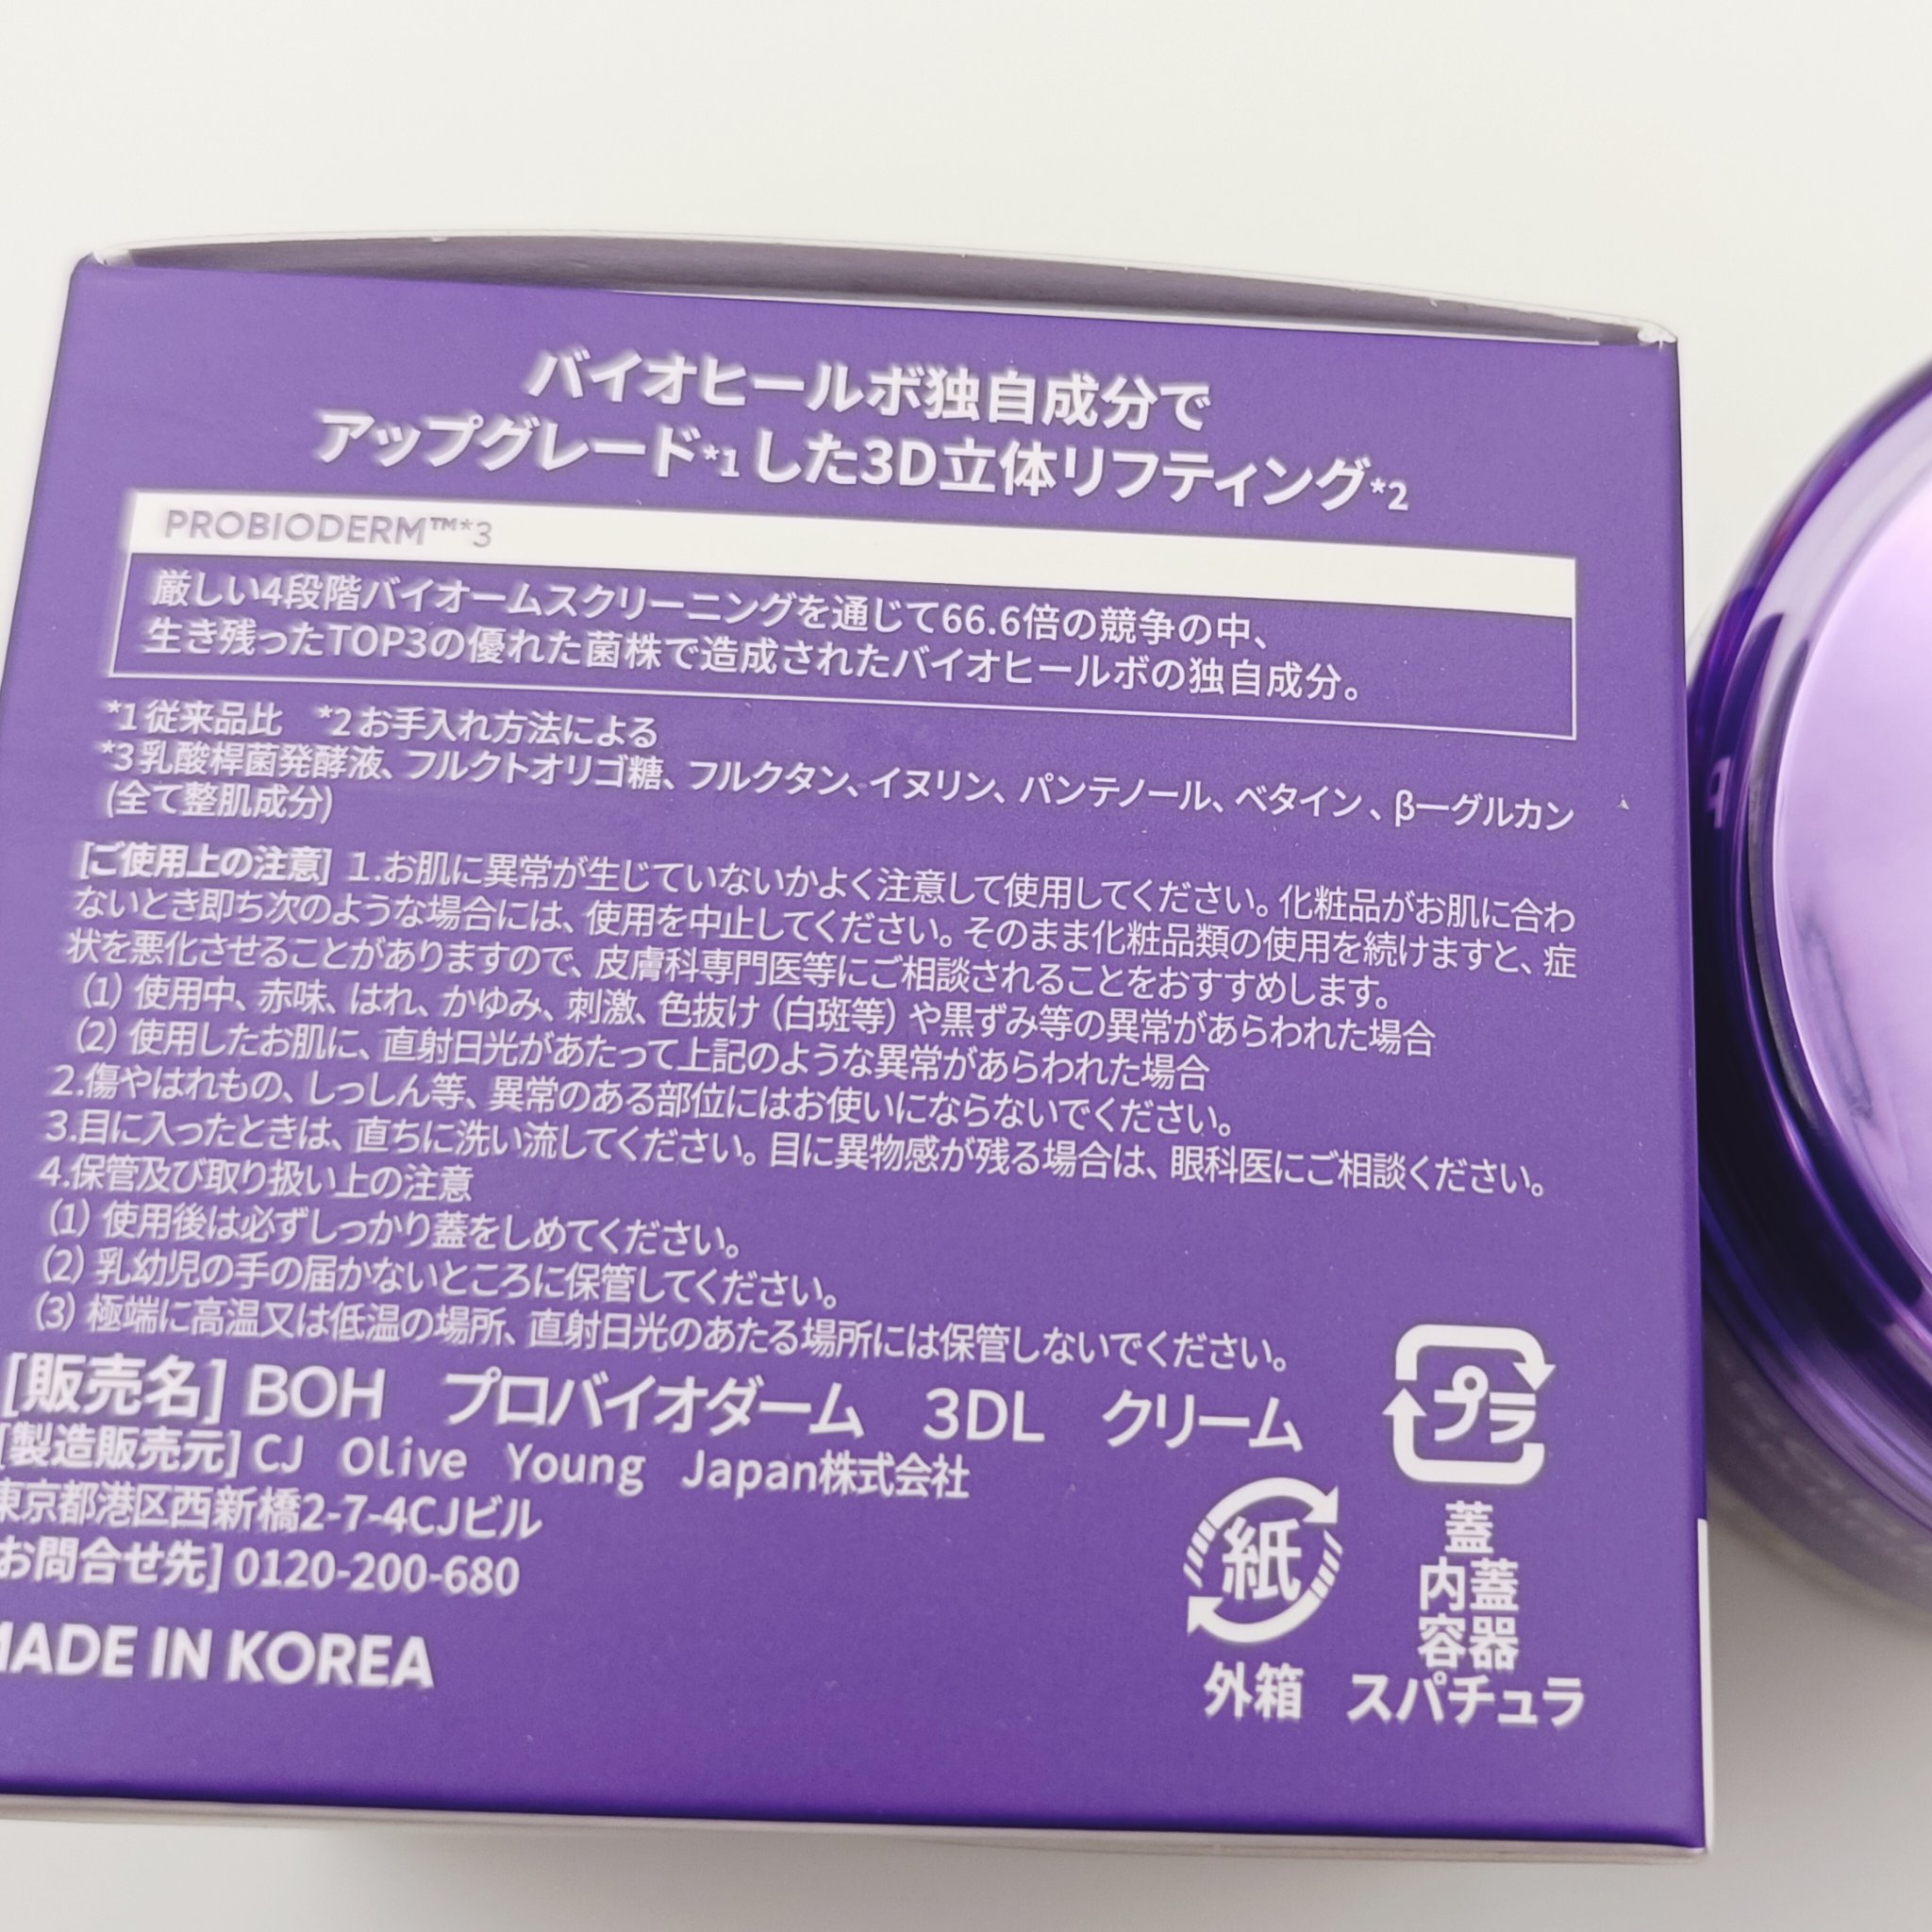 バイオヒールボ独自成分で
アップグレード*1した3D立体リフティング*2
PROBIODERM™*3
厳しい4段階バイオームスクリーニングを通じて66.6倍の競争の中、
生き残ったTOP3の優れた菌株で造成されたバイオヒールボの独自成分。
*1従来品比 *2お手入れ方法による
*3乳酸桿菌発酵液、フルクトオリゴ糖、フルクタン、イヌリン、パンテノール、ベタイン、βーグルカン
(全て整肌成分)
[ご使用上の注意] 1.お肌に異常が生じていないかよく注意して使用してください。化粧品がお肌に合わ
ないとき即ち次のような場合には、使用を中止してください。そのまま化粧品類の使用を続けますと、症
状を悪化させることがありますので、皮膚科専門医等にご相談されることをおすすめします。
(1) 使用中、赤味、はれ、かゆみ、刺激、色抜け(白斑等)や黒ずみ等の異常があらわれた場合
(2) 使用したお肌に、直射日光があたって上記のような異常があらわれた場合
2.傷やはれもの、しっしん等、異常のある部位にはお使いにならないでください。
3.目に入ったときは、直ちに洗い流してください。目に異物感が残る場合は、眼科医にご相談ください。
4.保管及び取り扱い上の注意
(1) 使用後は必ずしっかり蓋をしめてください。
(2) 乳幼児の手の届かないところに保管してください。
(3) 極端に高温又は低温の場所、直射日光のあたる場所には保管しないでください。
[販売名] BOH プロバイオダーム 3DL クリーム
[製造販売元] CJ Olive Young Japan株式会社
東京都港区西新橋2-7-4CJビル
お問合せ先] 0120-200-680
MADE IN KOREA
プラ
蓋
内蓋
容器
スパチュラ
紙
外箱